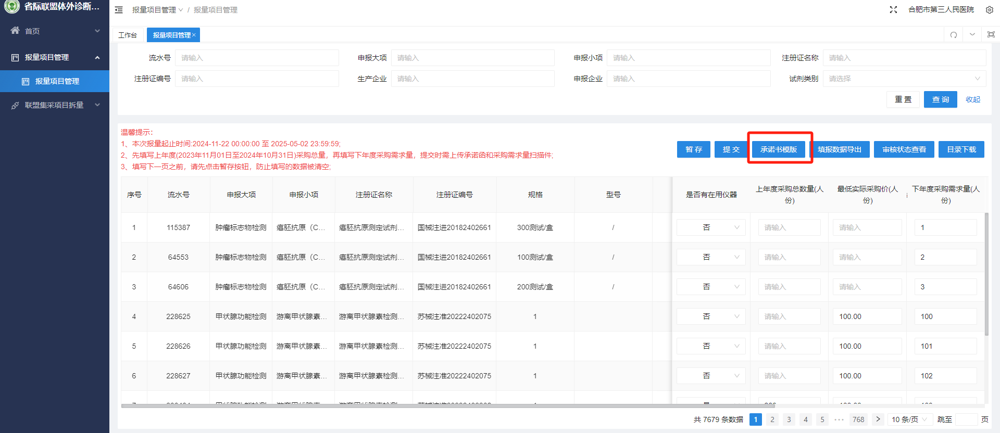 省际联盟体外诊断...
报量项目管理 / 报量项目管理
合肥市第三人民医院
首页
报量项目管理
报量项目管理
联盟集采项目拆量
工作台 报量项目管理×
流水号 请输入 申报大项 请输入 申报小项 请输入 注册证名称 请输入
注册证编号 请输入 生产企业 请输入 申报企业 请输入 试剂类别 请选择
重置 查询 收起
温馨提示:
1、本次报量起止时间:2024-11-22 00:00:00 至 2025-05-02 23:59:59;
2、先填写上年度(2023年11月01日至2024年10月31日)采购总量，再填写下年度采购需求量，提交时需上传承诺函和采购需求量扫描件;
3、填写下一页之前，请先点击暂存按钮，防止填写的数据被清空;
暂存 提交 承诺书模版 填报数据导出 审核状态查看 目录下载
序号 流水号 申报大项 申报小项 注册证名称 注册证编号 规格 型号 是否有在用仪器 上年度采购总数量(人份) 最低实际采购价(人份) 下年度采购需求量(人份)
1 115387 肿瘤标志物检测 癌胚抗原（C... 癌胚抗原测定试剂... 国械注进20182402661 300测试/盒 / 否 请输入 请输入 1
2 64553 肿瘤标志物检测 癌胚抗原（C... 癌胚抗原测定试剂... 国械注进20182402661 100测试/盒 / 否 请输入 请输入 2
3 64606 肿瘤标志物检测 癌胚抗原（C... 癌胚抗原测定试剂... 国械注进20182402661 200测试/盒 / 否 请输入 请输入 3
4 228625 甲状腺功能检测 游离甲状腺素... 游离甲状腺素检测... 苏械注准20222402075 1 否 请输入 100.00 100
5 228626 甲状腺功能检测 游离甲状腺素... 游离甲状腺素检测... 苏械注准20222402075 1 否 请输入 100.00 101
6 228627 甲状腺功能检测 游离甲状腺素... 游离甲状腺素检测... 苏械注准20222402075 1 否 请输入 100.00 102
共 7679 条数据 1 2 3 4 5 ••• 768 > 10 条/页 跳至 页